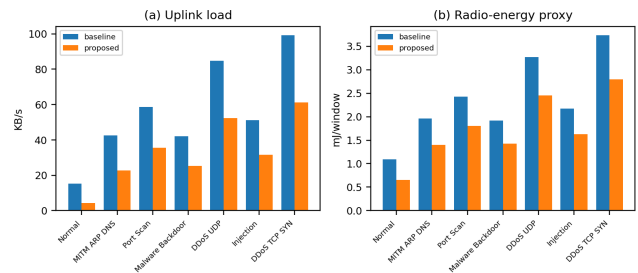 (a) Uplink load
baseline
proposed
KB/s
100
80
60
40
20
0
Normal
MITM ARP DNS
Port Scan
Malware Backdoor
DDoS UDP
Injection
DDoS TCP SYN
(b) Radio-energy proxy
baseline
proposed
mJ/window
3.5
3.0
2.5
2.0
1.5
1.0
0.5
0.0
Normal
MITM ARP DNS
Port Scan
Malware Backdoor
DDoS UDP
Injection
DDoS TCP SYN